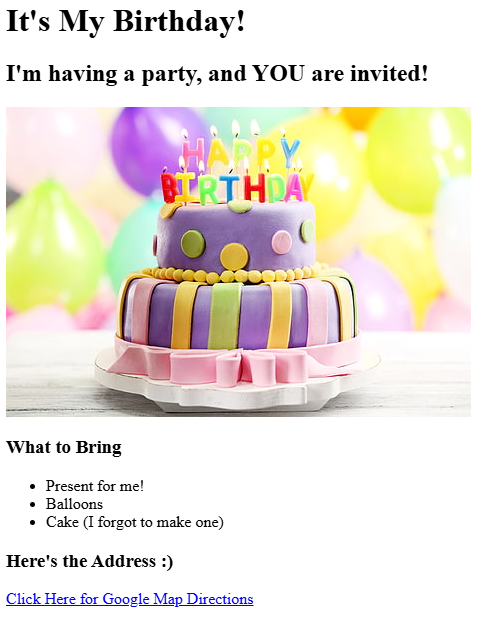 It's My Birthday!
I'm having a party, and YOU are invited!
HAPPY
BIRTHDAY
What to Bring
Present for me!
Balloons
Cake (I forgot to make one)
Here's the Address :)
Click Here for Google Map Directions